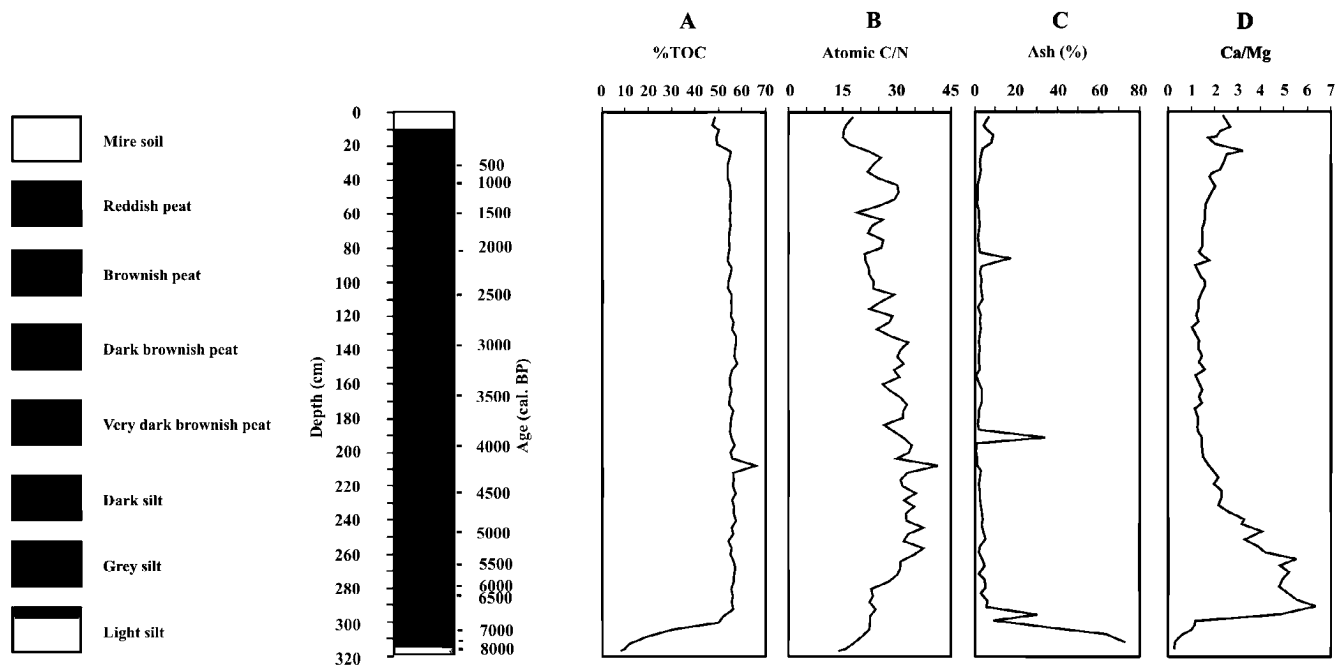 A B C D
%TOC Atomic C/N Ash (%) Ca/Mg
0 10 20 30 40 50 60 70 0 15 30 45 0 20 40 60 80 0 1 2 3 4 5 6 7
0
Mire soil
20
500
40
1000
Reddish peat
60
1500
80
2000
Brownish peat
100
2500
120
140
3000
Dark brownish peat
160
3500
180
Very dark brownish peat
4000
200
220
4500
Dark silt
240
5000
260
5500
Grey silt
280
6000
6500
300
7000
Light silt
320
8000
Depth (cm)
Age (cal. BP)